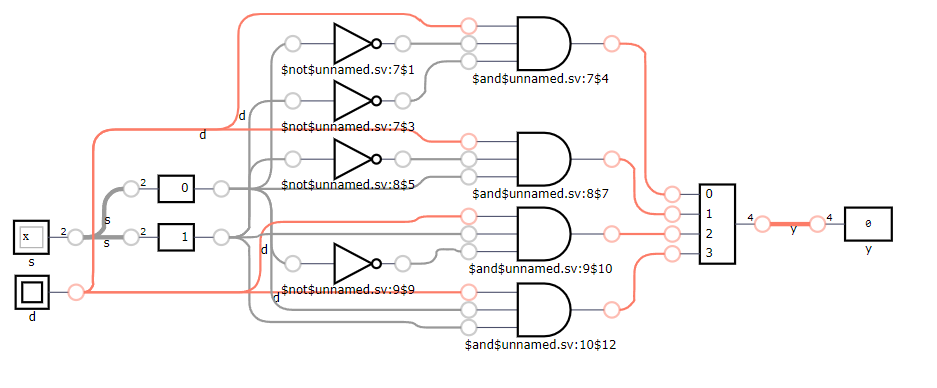 $not$unnamed.sv:7$1
$and$unnamed.sv:7$4
d
$not$unnamed.sv:7$3
d
$not$unnamed.sv:8$5
2
0
$and$unnamed.sv:8$7
0
1
2
3
s
x
2
s
s
2
1
d
$not$unnamed.sv:9$9
$and$unnamed.sv:9$10
4
y
4
0
y
d
d
$and$unnamed.sv:10$12